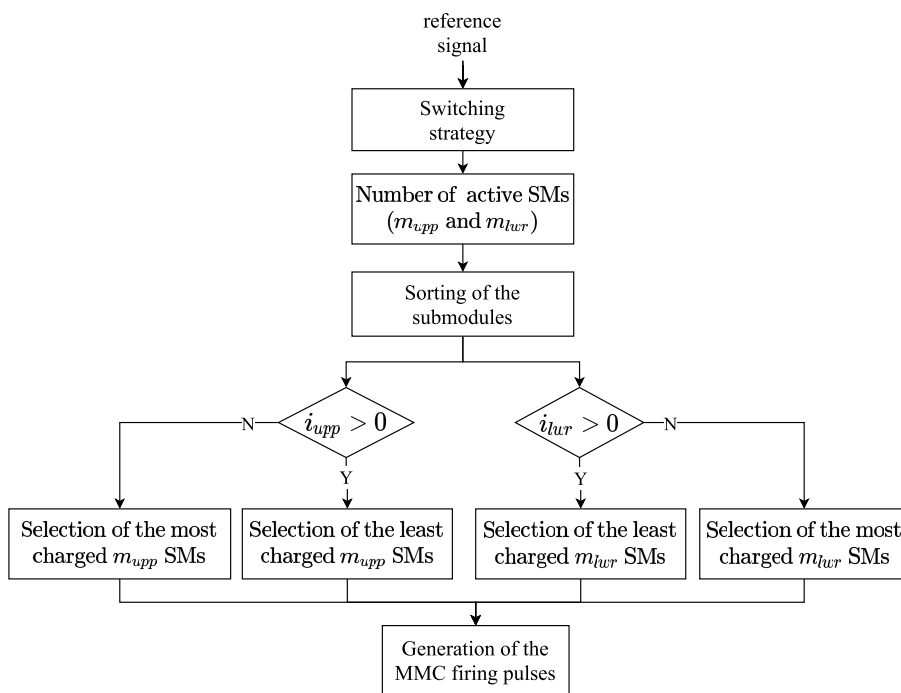 reference
signal
Switching
strategy
Number of active SMs
(m_upp and m_lwr)
Sorting of the
submodules
i_upp > 0
i_lwr > 0
N
N
Y
Y
Selection of the most
charged m_upp SMs
Selection of the least
charged m_upp SMs
Selection of the least
charged m_lwr SMs
Selection of the most
charged m_lwr SMs
Generation of the
MMC firing pulses